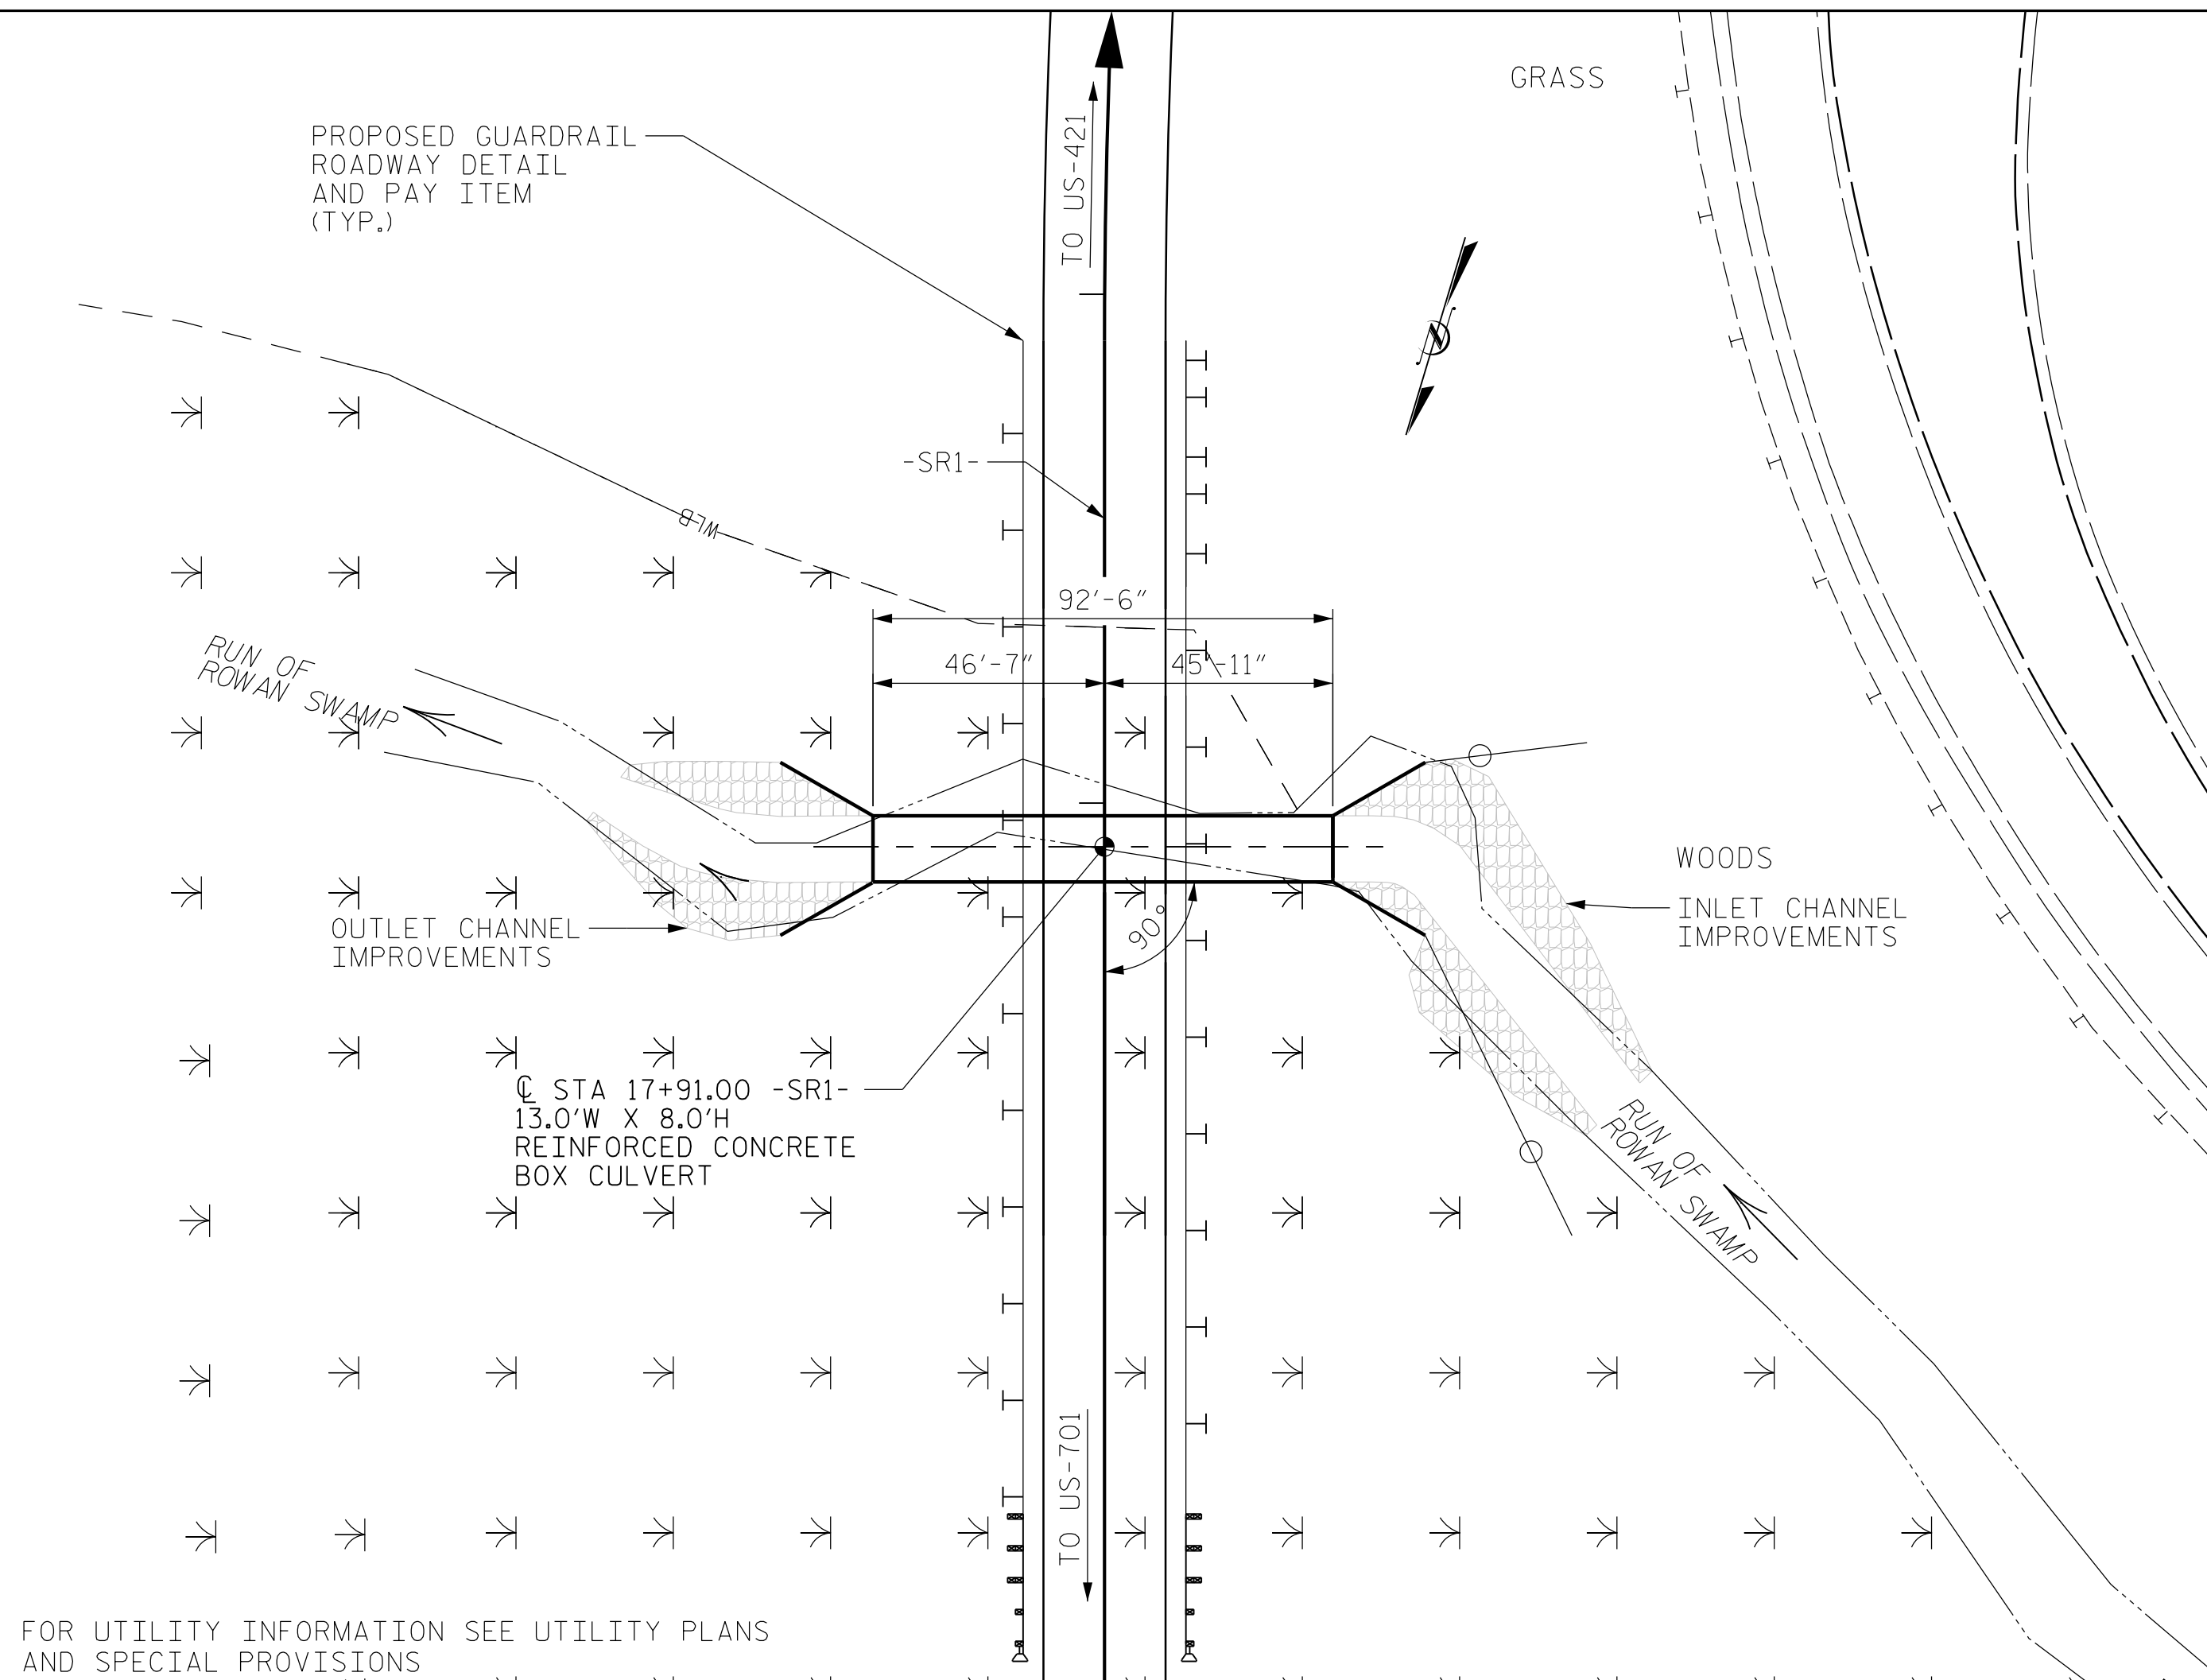 GRASS
PROPOSED GUARDRAIL
ROADWAY DETAIL
AND PAY ITEM
(TYP.)
TO US-421
N
-SR1-
WLB
92'-6"
46'-7"
45'-11"
RUN OF
ROWAN SWAMP
WOODS
INLET CHANNEL
IMPROVEMENTS
90°
OUTLET CHANNEL
IMPROVEMENTS
℄ STA 17+91.00 -SR1-
13.0'W X 8.0'H
REINFORCED CONCRETE
BOX CULVERT
RUN OF
ROWAN SWAMP
TO US-701
FOR UTILITY INFORMATION SEE UTILITY PLANS
AND SPECIAL PROVISIONS